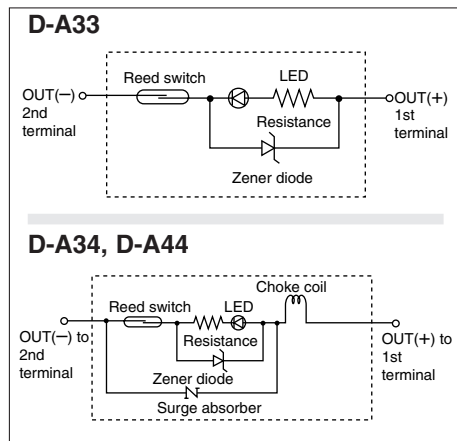 D-A33
Reed switch
LED
OUT(−)
2nd
terminal
OUT(+)
1st
terminal
Resistance
Zener diode
D-A34, D-A44
Choke coil
Reed switch
LED
OUT(−) to
2nd
terminal
Resistance
OUT(+) to
1st
terminal
Zener diode
Surge absorber